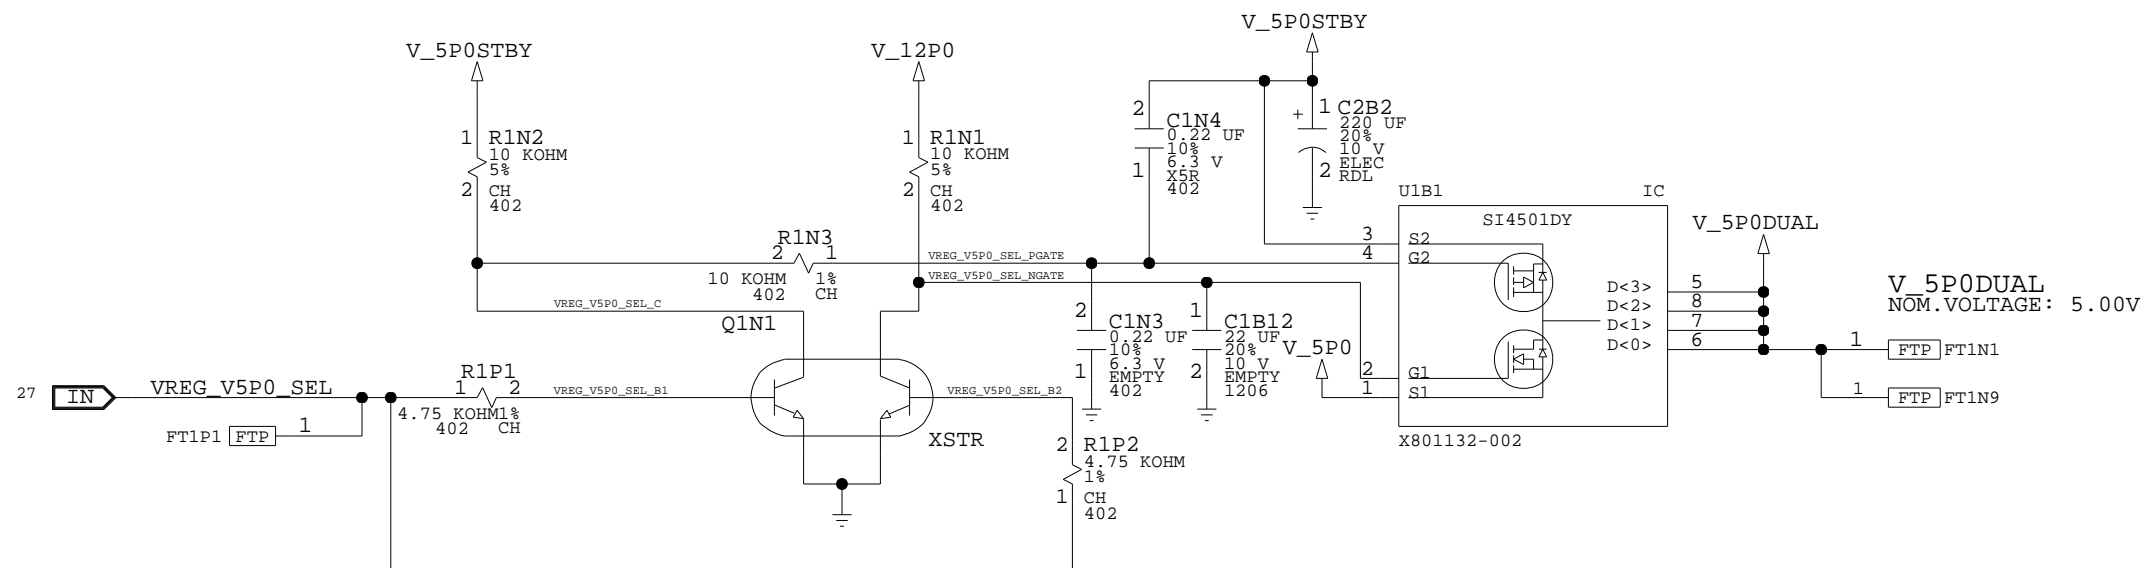 V_5P0STBY
V_12P0
V_5P0STBY
1 R1N2
10 KOHM
5%
2 CH
402
1 R1N1
10 KOHM
5%
2 CH
402
2 C1N4
0.22 UF
10%
6.3 V
1 X5R
402
+ 1 C2B2
220 UF
20%
10 V
2 ELEC
RDL
R1N3
2 1
10 KOHM 1%
402 CH
VREG_V5P0_SEL_PGATE
VREG_V5P0_SEL_NGATE
VREG_V5P0_SEL_C
Q1N1
XSTR
2 C1N3
0.22 UF
10%
6.3 V
1 EMPTY
402
1 C1B12
22 UF
20%
10 V
2 EMPTY
1206
V_5P0
U1B1 IC
SI4501DY
3 S2
4 G2
2 G1
1 S1
D<3> 5
D<2> 8
D<1> 7
D<0> 6
X801132-002
V_5P0DUAL
V_5P0DUAL
NOM.VOLTAGE: 5.00V
1 FTP FT1N1
1 FTP FT1N9
27 IN VREG_V5P0_SEL
FT1P1 FTP 1
R1P1
1 2
4.75 KOHM 1%
402 CH
VREG_V5P0_SEL_B1
VREG_V5P0_SEL_B2
2 R1P2
4.75 KOHM
1%
1 CH
402